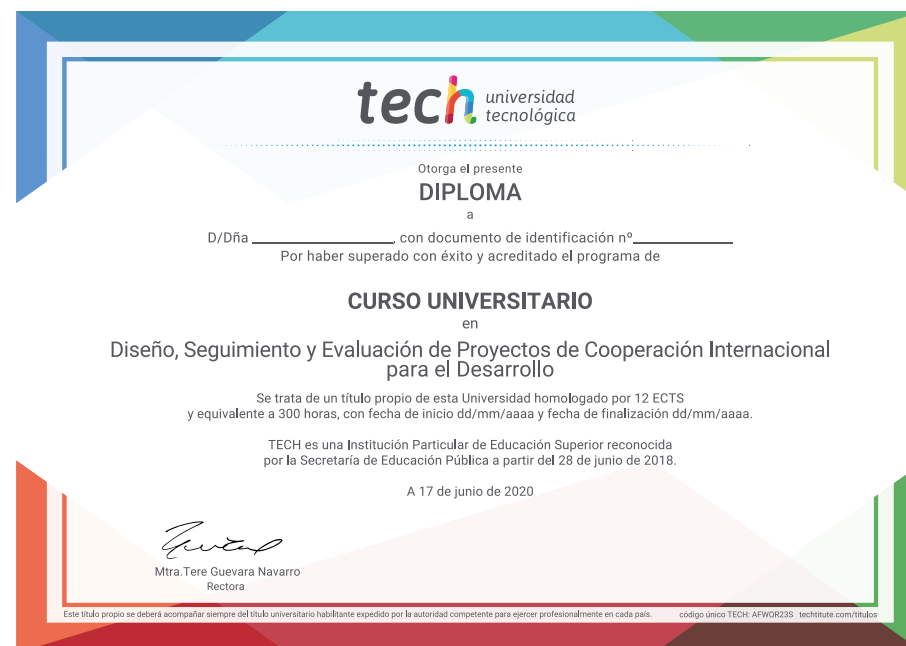 tech universidad
tecnológica
Otorga el presente
DIPLOMA
a
D/Dña ____________________, con documento de identificación nº______________
Por haber superado con éxito y acreditado el programa de
CURSO UNIVERSITARIO
en
Diseño, Seguimiento y Evaluación de Proyectos de Cooperación Internacional
para el Desarrollo
Se trata de un título propio de esta Universidad homologado por 12 ECTS
y equivalente a 300 horas, con fecha de inicio dd/mm/aaaa y fecha de finalización dd/mm/aaaa.
TECH es una Institución Particular de Educación Superior reconocida
por la Secretaría de Educación Pública a partir del 28 de junio de 2018.
A 17 de junio de 2020
Mtra.Tere Guevara Navarro
Rectora
Este título propio se deberá acompañar siempre del título universitario habilitante expedido por la autoridad competente para ejercer profesionalmente en cada país. código único TECH: AFWOR23S techtitute.com/títulos